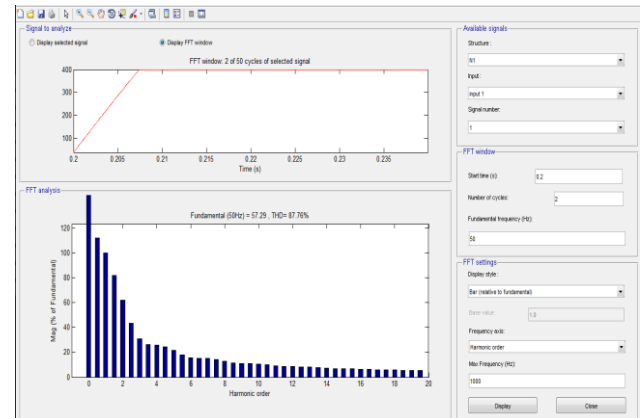 Signal to analyze
Display selected signal
Display FFT window
FFT window: 2 of 50 cycles of selected signal
400
300
200
100
0.2
0.205
0.21
0.215
0.22
0.225
0.23
0.235
Time (s)
FFT analysis
Fundamental (50Hz) = 57.29 , THD= 87.76%
120
100
80
60
40
20
0
Mag (% of Fundamental)
0
2
4
6
8
10
12
14
16
18
20
Harmonic order
Available signals
Structure :
N1
Input :
input 1
Signal number:
1
FFT window
Start time (s):
0.2
Number of cycles:
2
Fundamental frequency (Hz):
50
FFT settings
Display style :
Bar (relative to fundamental)
Base value:
1.0
Frequency axis:
Harmonic order
Max Frequency (Hz):
1000
Display
Close